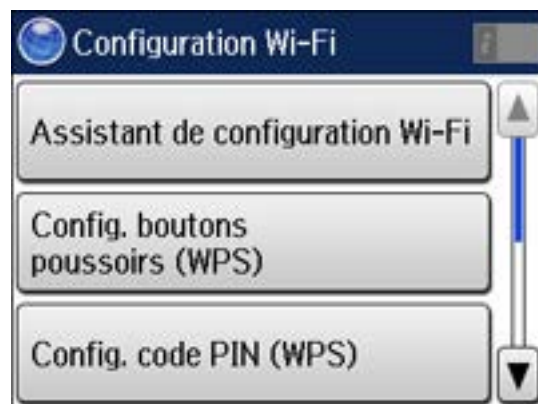 Configuration Wi-Fi
Assistant de configuration Wi-Fi
Config. boutons
poussoirs (WPS)
Config. code PIN (WPS)